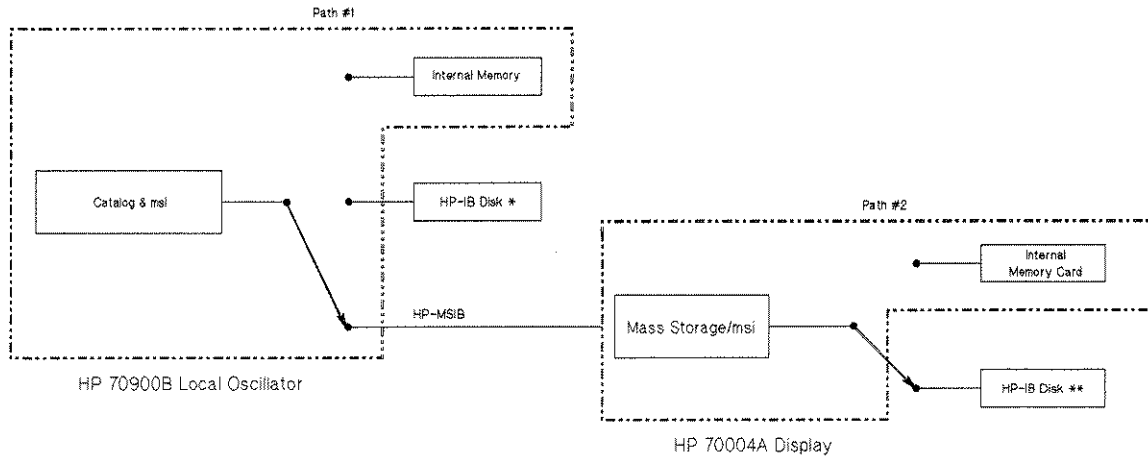 Path #1
Internal Memory
Catalog & msi
HP-IB Disk *
Path #2
Internal
Memory Card
HP-MSIB
Mass Storage/msi
HP 70900B Local Oscillator
HP-IB Disk **
HP 70004A Display